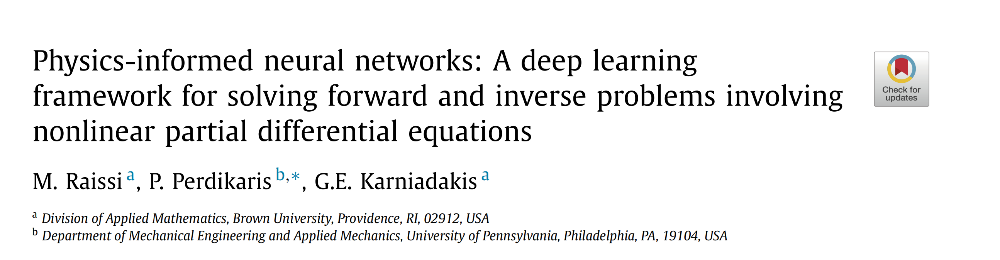 Physics-informed neural networks: A deep learning
framework for solving forward and inverse problems involving
nonlinear partial differential equations
Check for
updates
M. Raissi a, P. Perdikaris b,*, G.E. Karniadakis a
a Division of Applied Mathematics, Brown University, Providence, RI, 02912, USA
b Department of Mechanical Engineering and Applied Mechanics, University of Pennsylvania, Philadelphia, PA, 19104, USA